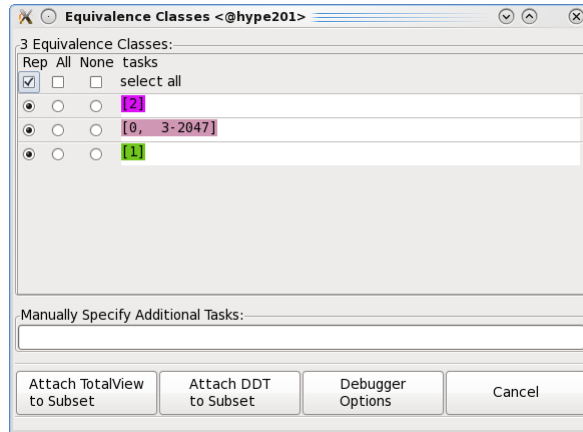 Equivalence Classes <@hype201>
3 Equivalence Classes:
Rep All None tasks
select all
[2]
[0, 3-2047]
[1]
Manually Specify Additional Tasks:
Attach TotalView to Subset
Attach DDT to Subset
Debugger Options
Cancel